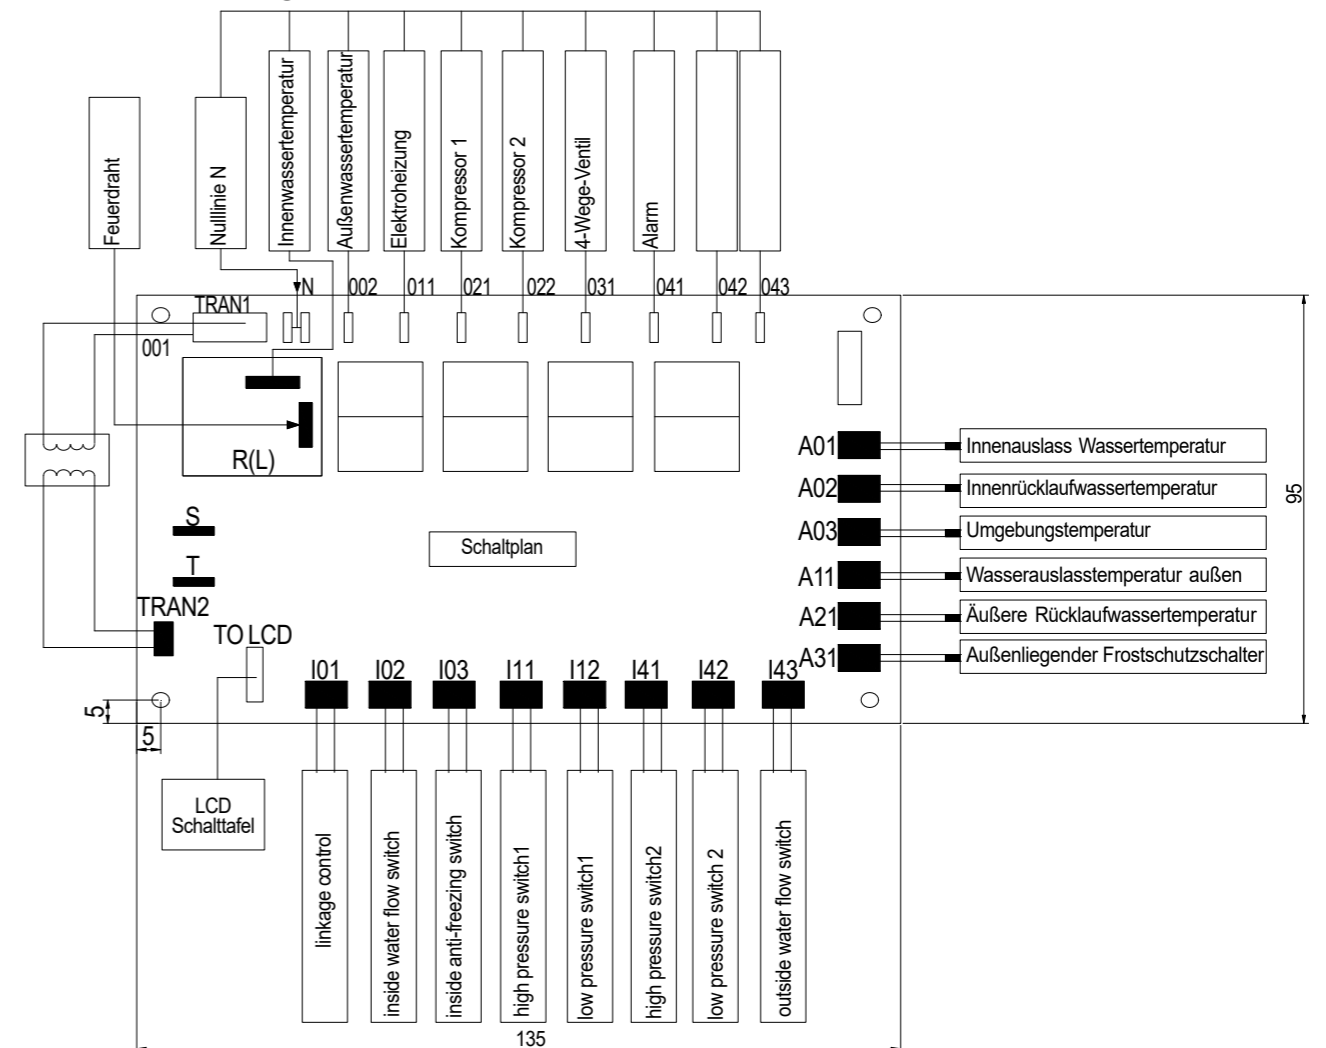 Feuerdraht
Nulllinie N
Innenwassertemperatur
Außenwassertemperatur
Elektroheizung
Kompressor 1
Kompressor 2
4-Wege-Ventil
Alarm
N
002
011
021
022
031
041
042
043
TRAN1
001
R(L)
S
T
TRAN2
TO LCD
Schaltplan
A01
Innenauslass Wassertemperatur
A02
Innenrücklaufwassertemperatur
A03
Umgebungstemperatur
A11
Wasserauslasstemperatur außen
A21
Äußere Rücklaufwassertemperatur
A31
Außenliegender Frostschutzschalter
95
I01
I02
I03
I11
I12
I41
I42
I43
5
5
LCD
Schalttafel
linkage control
inside water flow switch
inside anti-freezing switch
high pressure switch1
low pressure switch1
high pressure switch2
low pressure switch 2
outside water flow switch
135